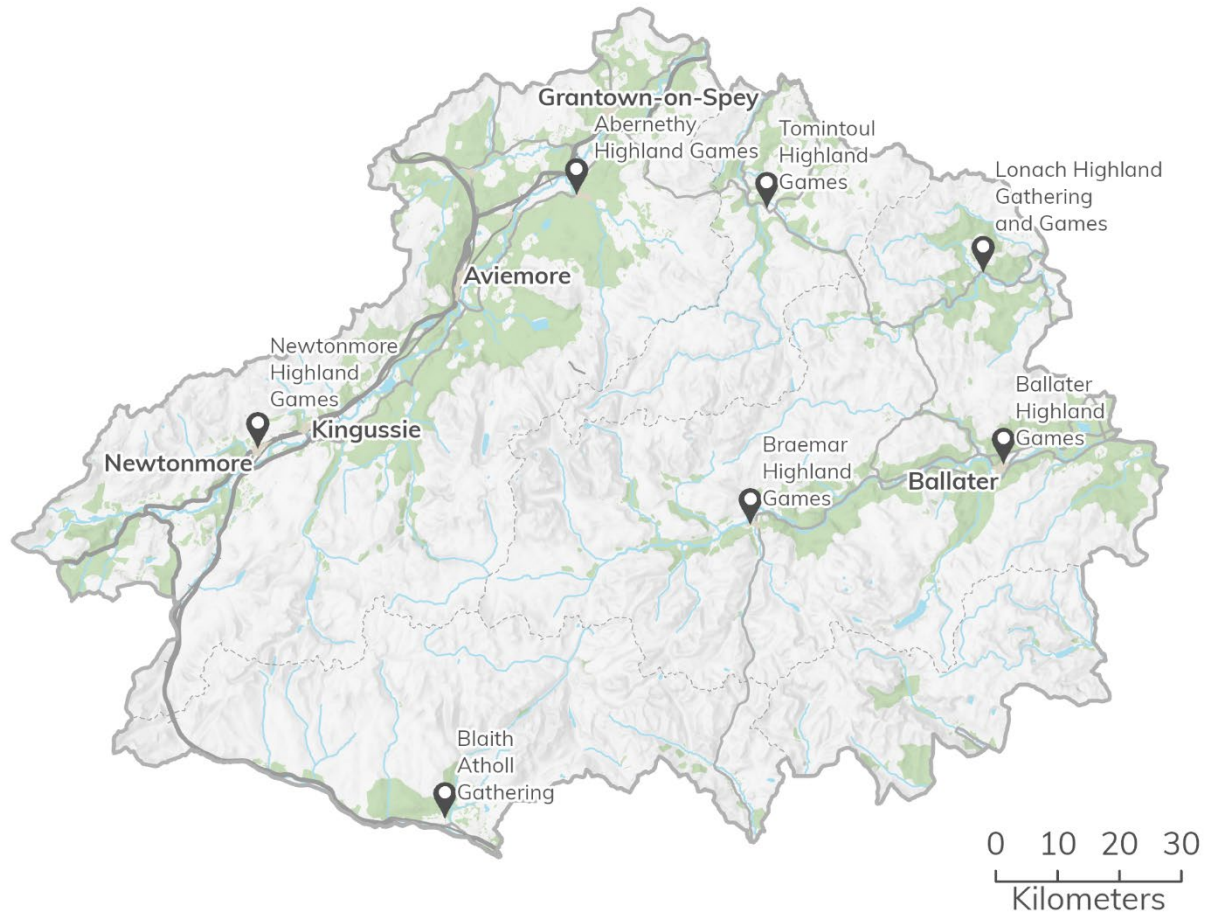 Grantown-on-Spey
Abernethy
Highland Games
Tomintoul
Highland
Games
Lonach Highland
Gathering
and Games
Aviemore
Newtonmore
Highland
Games
Kingussie
Newtonmore
Ballater
Highland
Games
Braemar
Highland
Games
Ballater
Blaith
Atholl
Gathering
0 10 20 30
Kilometers